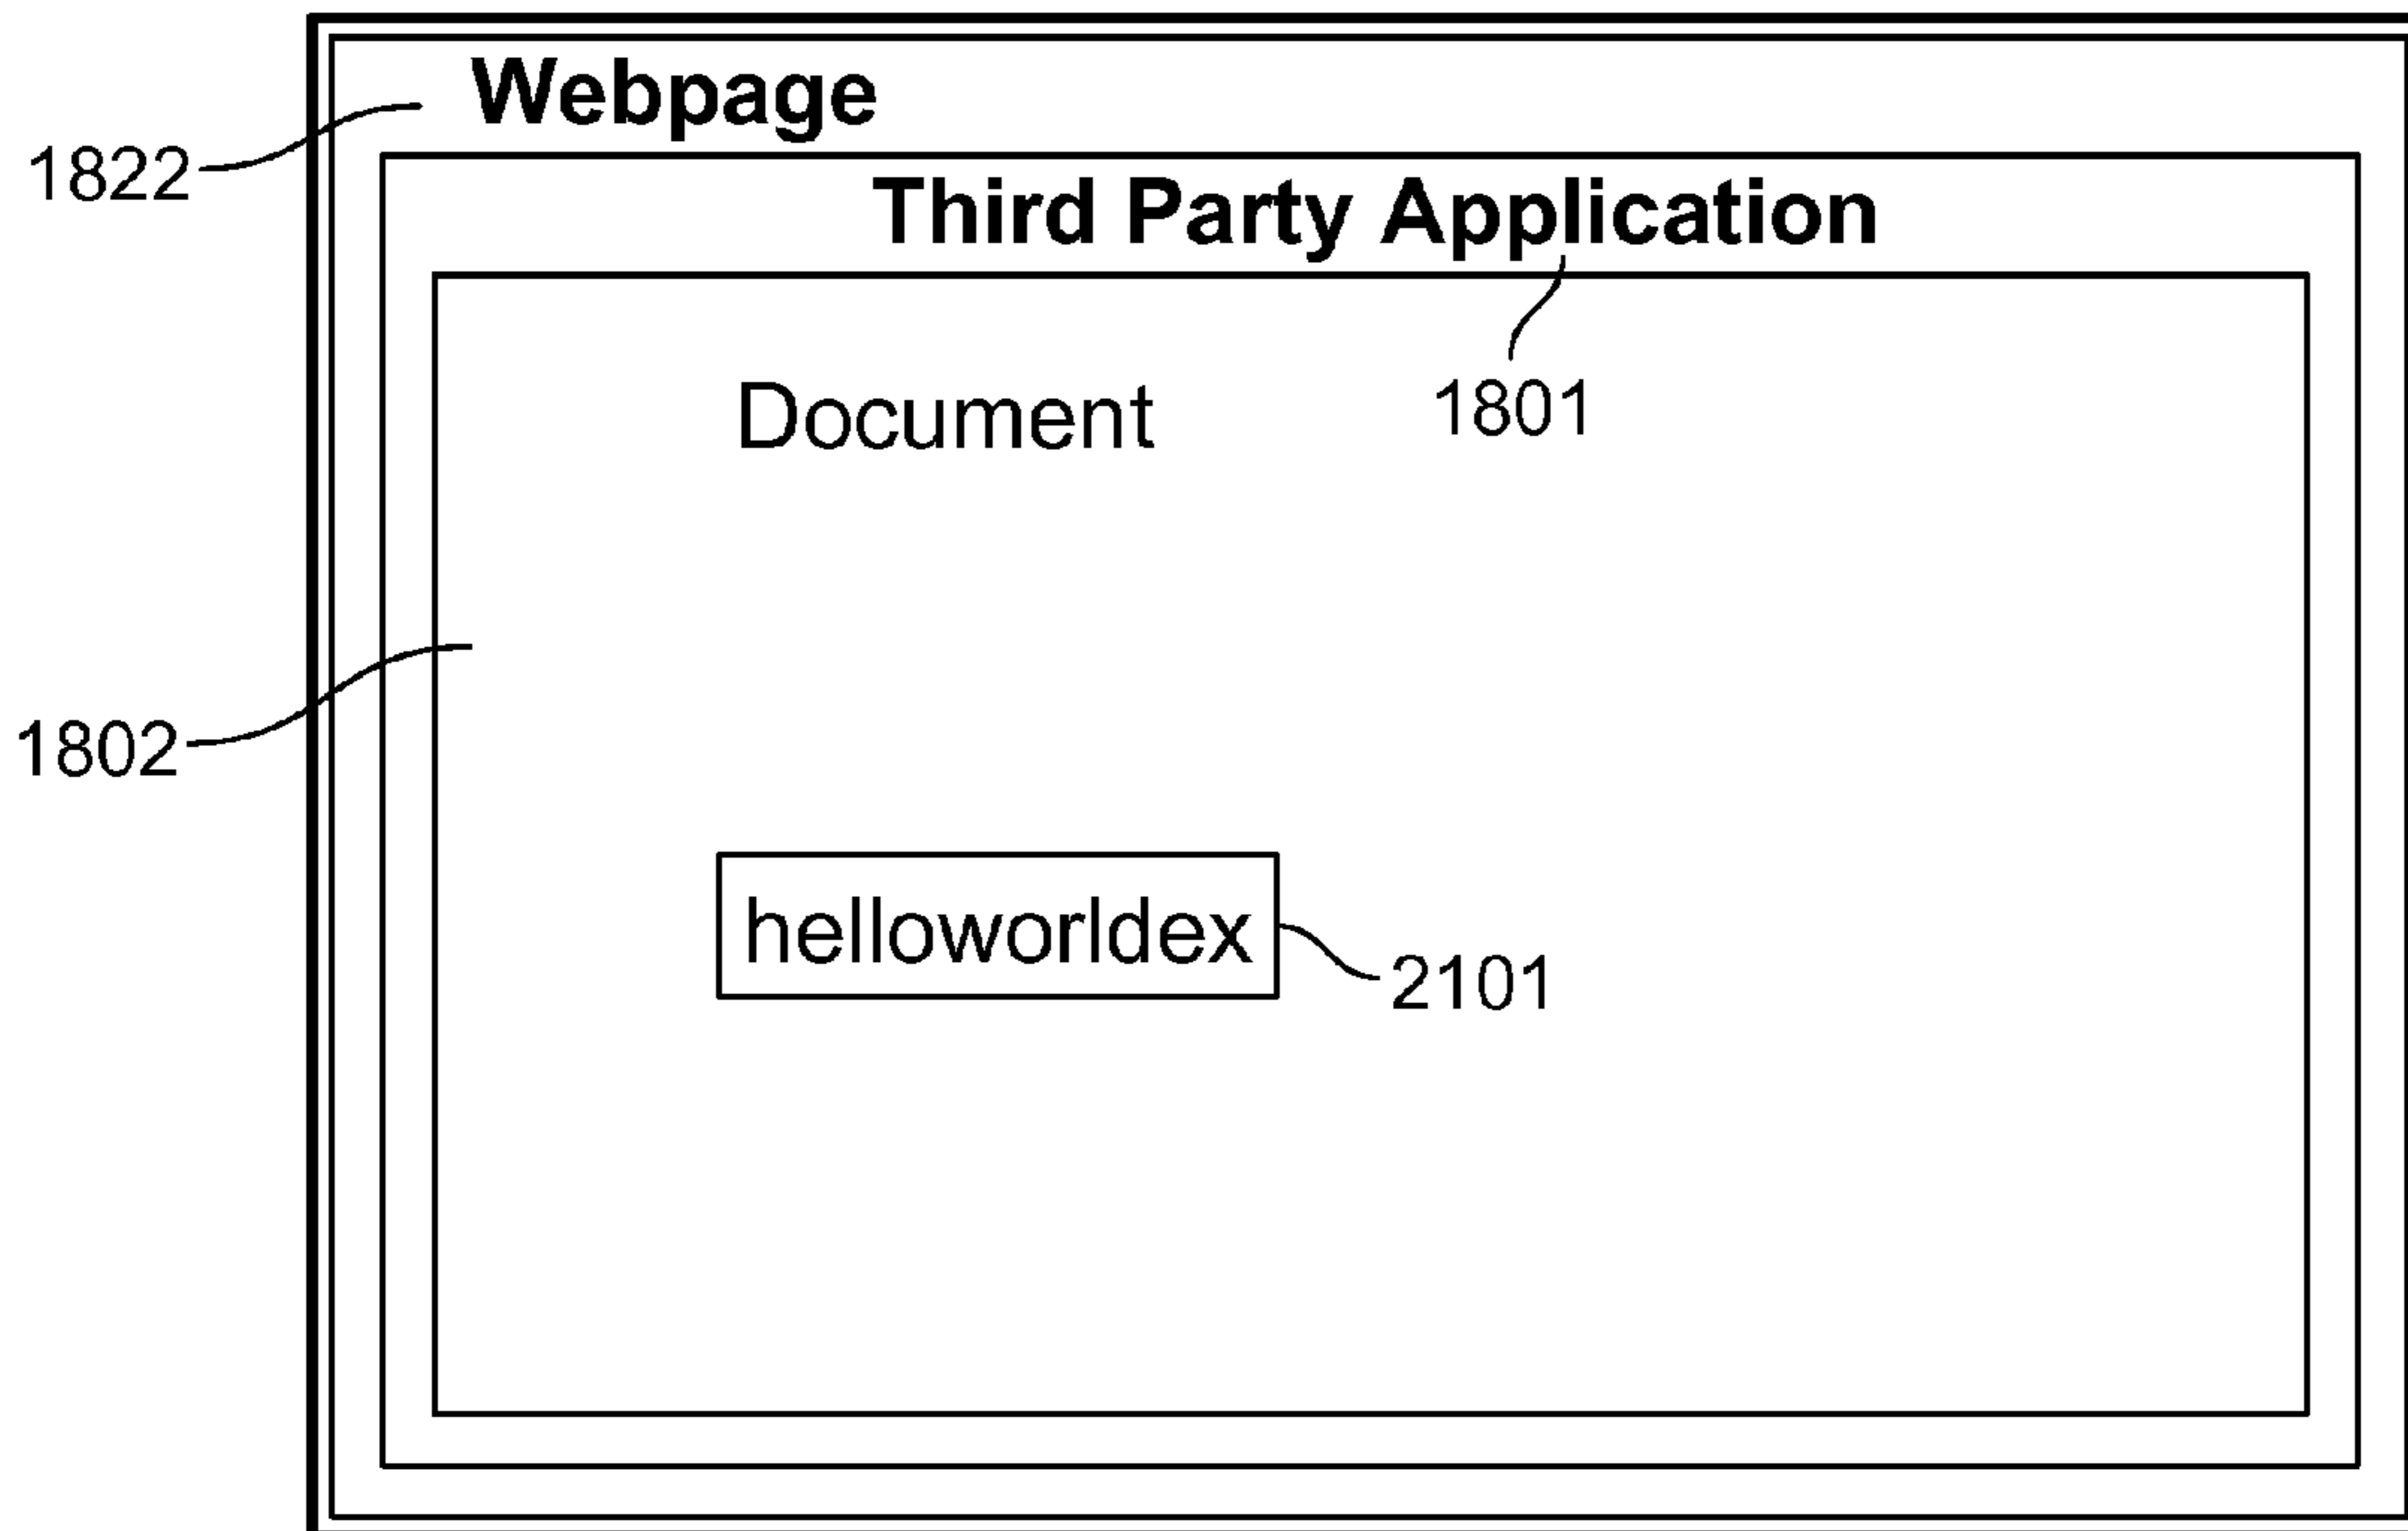 Webpage
1822
Third Party Application
Document
1801
1802
helloworldex
2101